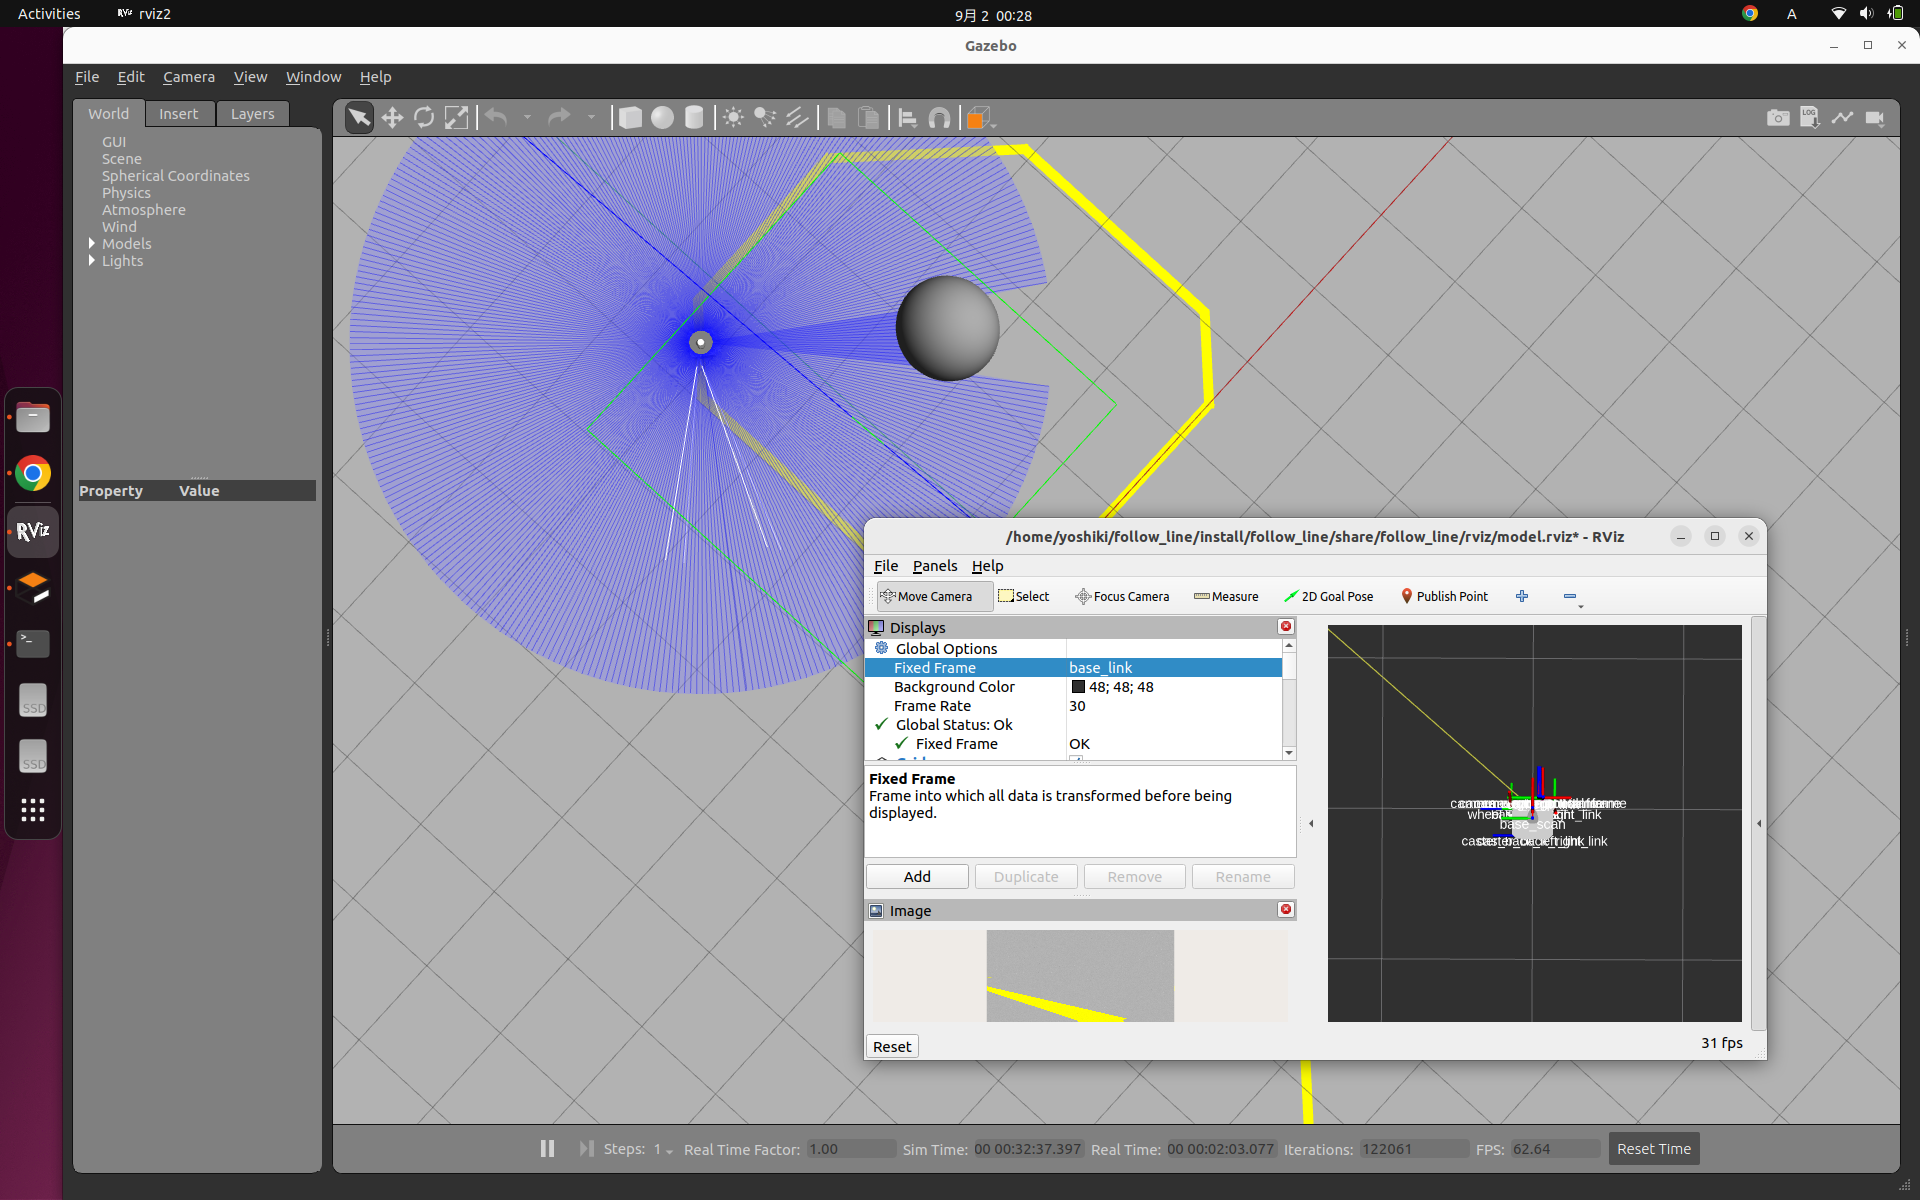 Activities
RViz
rviz2
9月 2 00:28
A
Gazebo
File Edit Camera View Window Help
World Insert Layers
GUI
Scene
Spherical Coordinates
Physics
Atmosphere
Wind
Models
Lights
Property Value
LOG
RViz
>_
SSD
SSD
/home/yoshiki/follow_line/install/follow_line/share/follow_line/rviz/model.rviz* - RViz
File Panels Help
Move Camera Select Focus Camera Measure 2D Goal Pose Publish Point
Displays
Global Options
Fixed Frame base_link
Background Color 48; 48; 48
Frame Rate 30
Global Status: Ok
Fixed Frame OK
Fixed Frame
Frame into which all data is transformed before being
displayed.
Add Duplicate Remove Rename
Image
base_scan
Reset
31 fps
Steps: 1 Real Time Factor: 1.00 Sim Time: 00 00:32:37.397 Real Time: 00 00:02:03.077 Iterations: 122061 FPS: 62.64 Reset Time